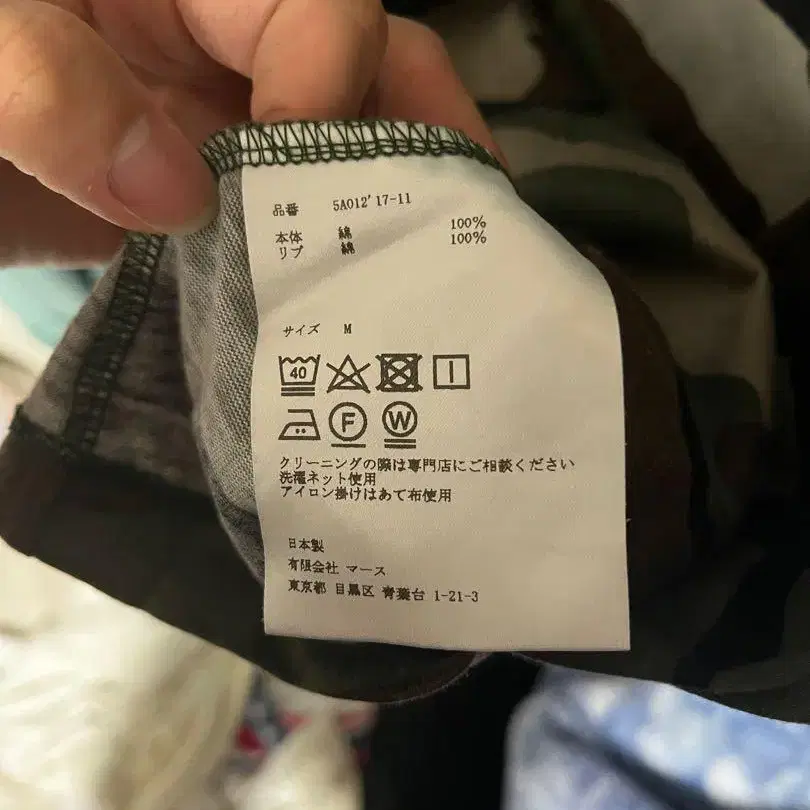 品番 5A012'17-11
本体 綿 100%
リブ 綿 100%
サイズ M
40
F W
クリーニングの際は専門店にご相談ください
洗濯ネット使用
アイロン掛けはあて布使用
日本製
有限会社 マース
東京都 目黒区 青葉台 1-21-3